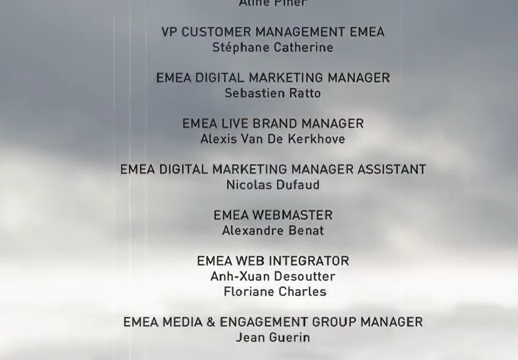 Aline Piner
VP CUSTOMER MANAGEMENT EMEA
Stéphane Catherine
EMEA DIGITAL MARKETING MANAGER
Sebastien Ratto
EMEA LIVE BRAND MANAGER
Alexis Van De Kerkhove
EMEA DIGITAL MARKETING MANAGER ASSISTANT
Nicolas Dufaud
EMEA WEBMASTER
Alexandre Benat
EMEA WEB INTEGRATOR
Anh-Xuan Desoutter
Floriane Charles
EMEA MEDIA & ENGAGEMENT GROUP MANAGER
Jean Guerin